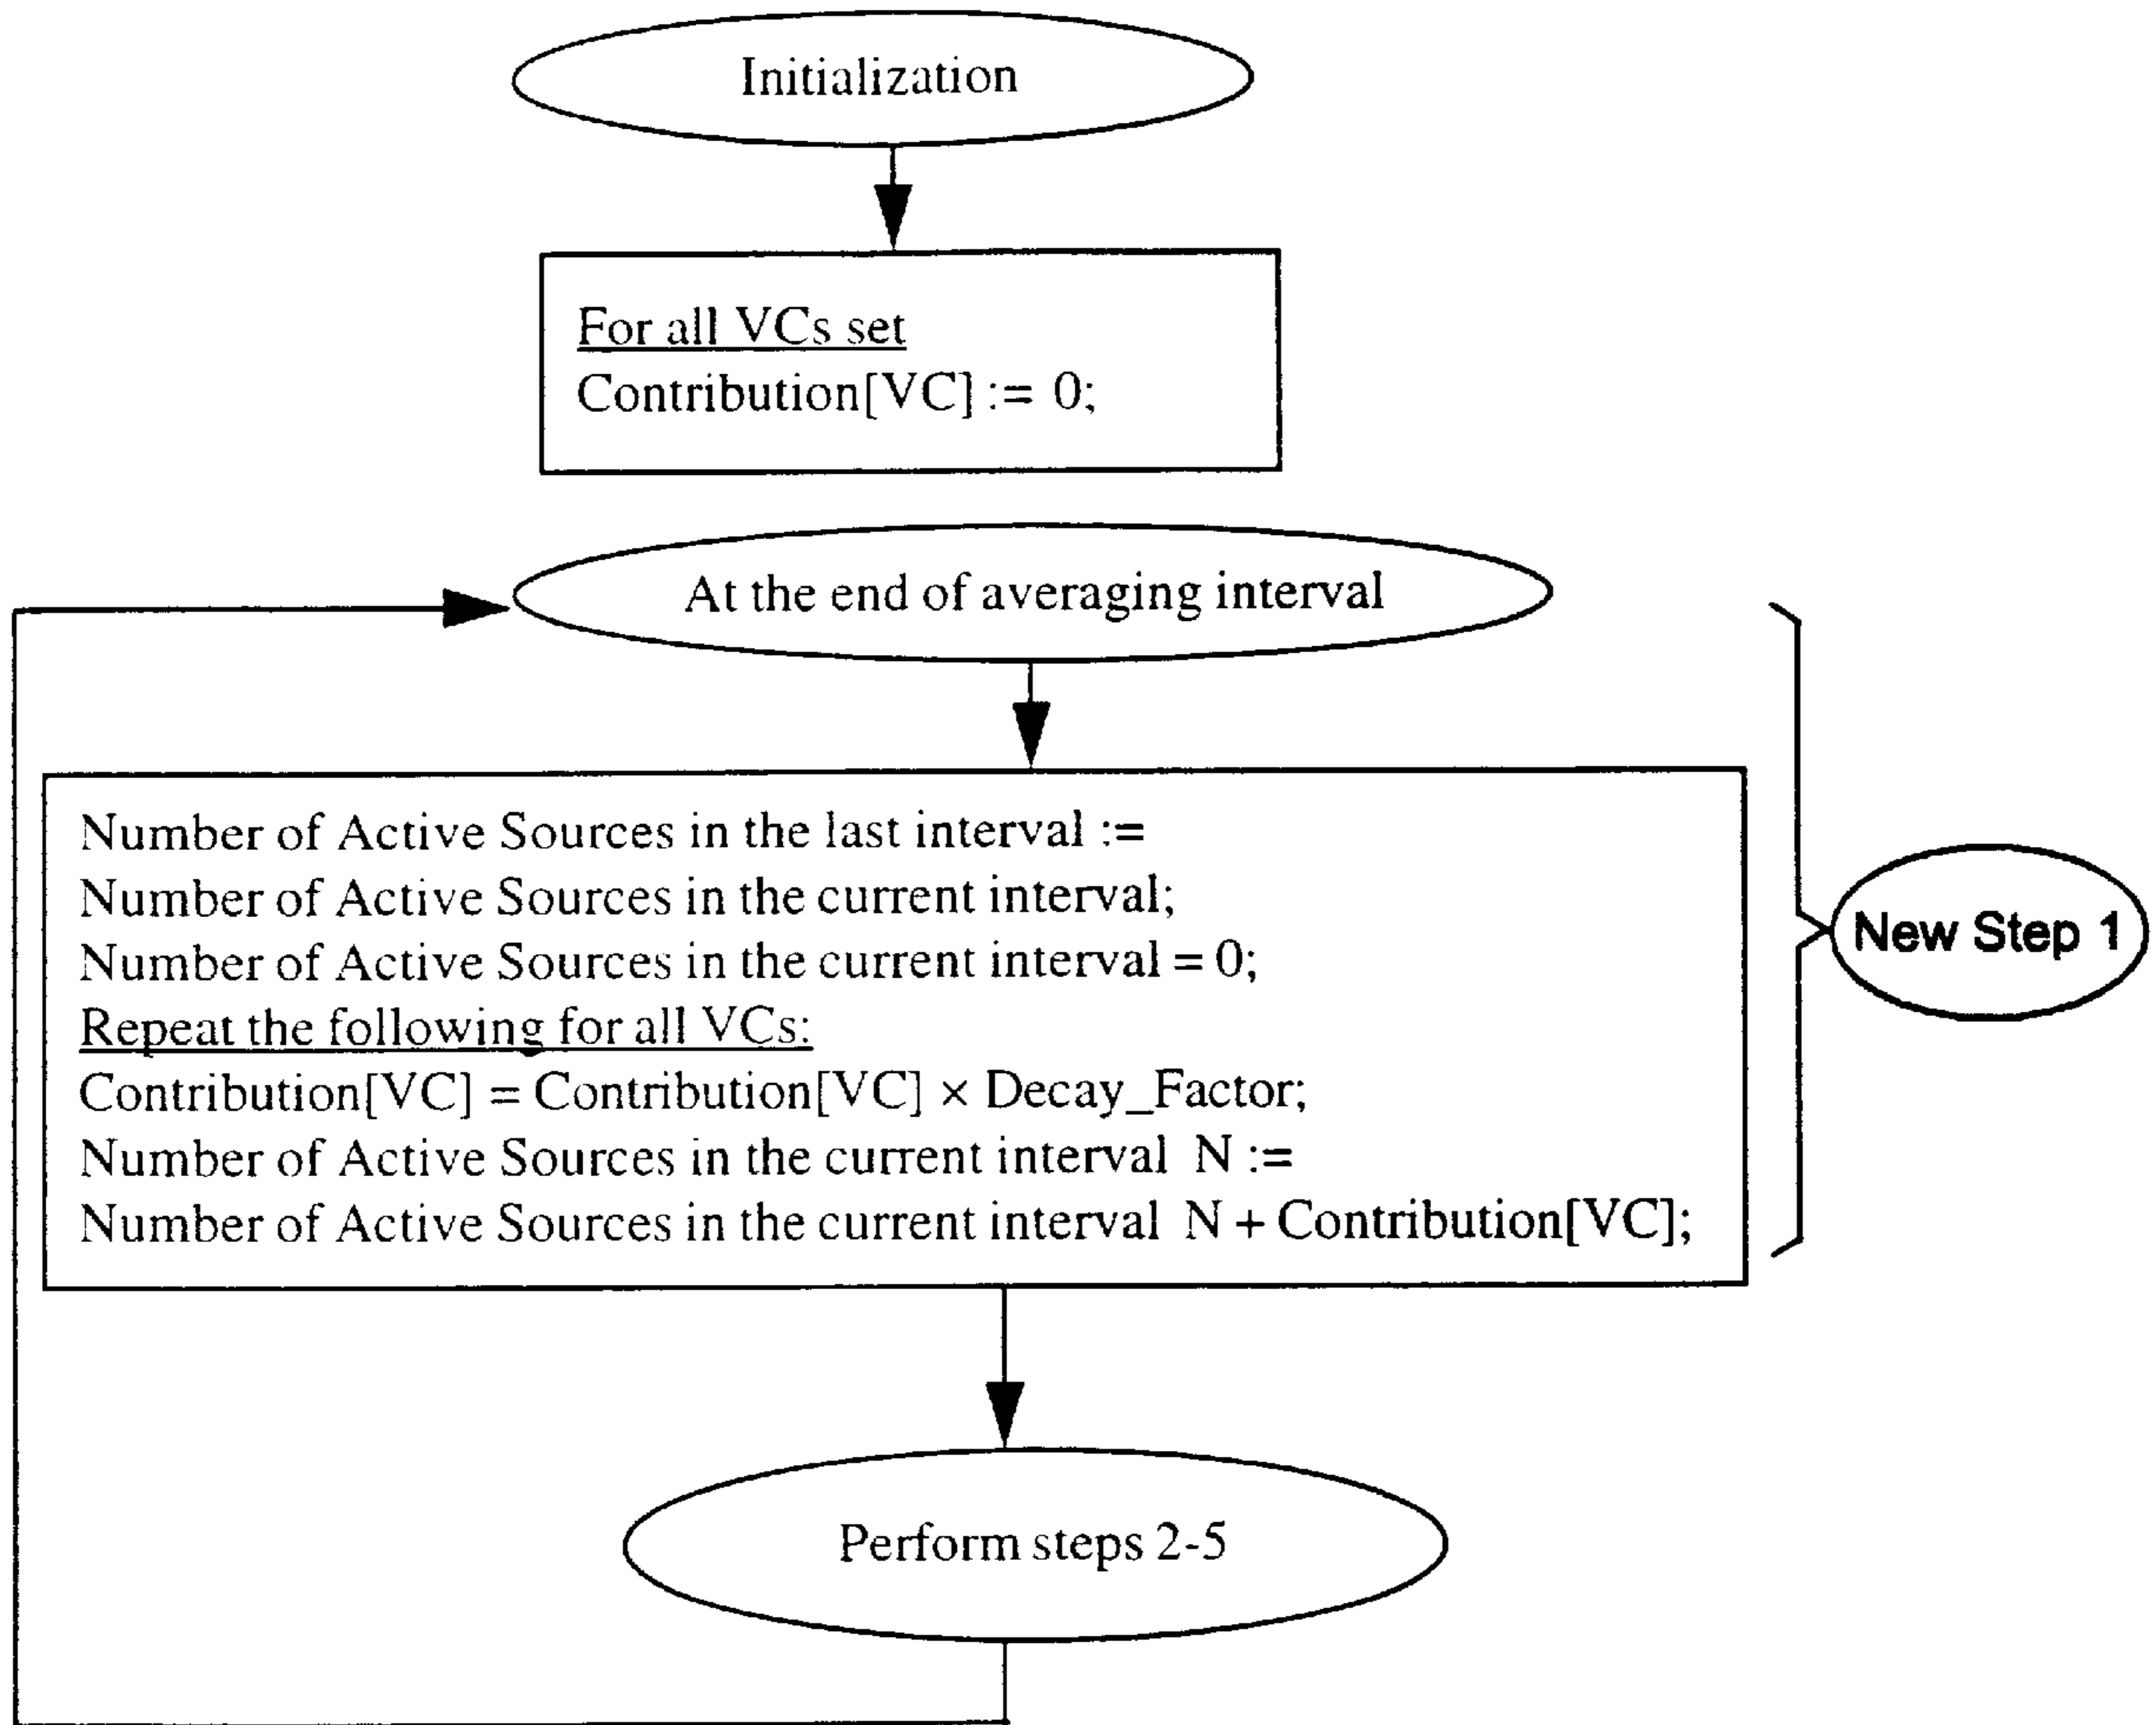 Initialization
For all VCs set
Contribution[VC] := 0;
At the end of averaging interval
Number of Active Sources in the last interval :=
Number of Active Sources in the current interval;
Number of Active Sources in the current interval = 0;
Repeat the following for all VCs:
Contribution[VC] = Contribution[VC] × Decay_Factor;
Number of Active Sources in the current interval N :=
Number of Active Sources in the current interval N + Contribution[VC];
New Step 1
Perform steps 2-5